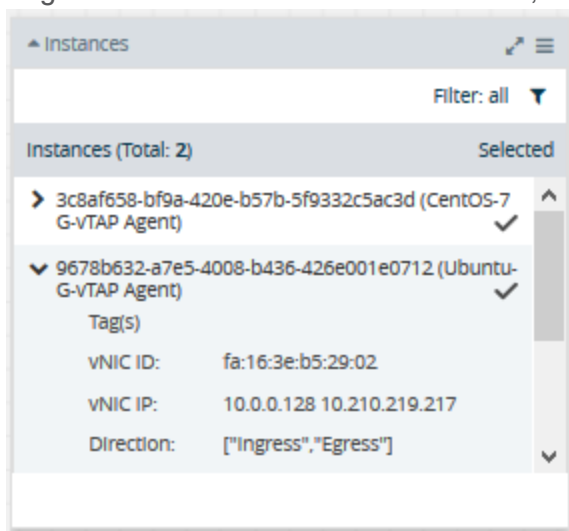 Instances
Filter: all
Instances (Total: 2) Selected
3c8af658-bf9a-420e-b57b-5f9332c5ac3d (CentOS-7
G-vTAP Agent)
9678b632-a7e5-4008-b436-426e001e0712 (Ubuntu-
G-vTAP Agent)
Tag(s)
vNIC ID: fa:16:3e:b5:29:02
vNIC IP: 10.0.0.128 10.210.219.217
Direction: ["Ingress","Egress"]